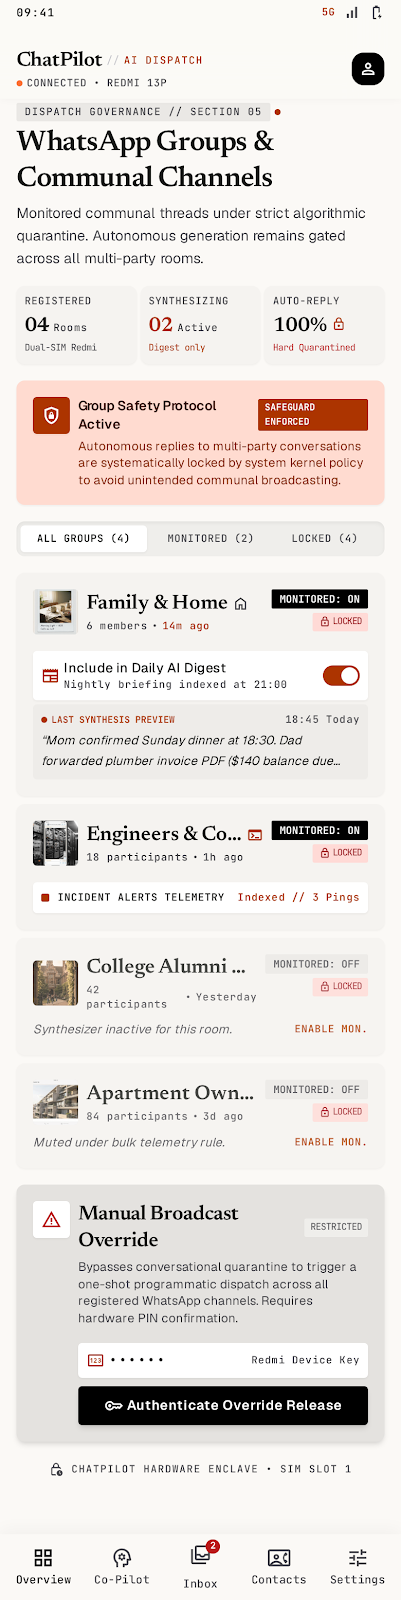 09:41 5G
ChatPilot // AI DISPATCH
CONNECTED • REDMI 13P
DISPATCH GOVERNANCE // SECTION 05
WhatsApp Groups &
Communal Channels
Monitored communal threads under strict algorithmic
quarantine. Autonomous generation remains gated
across all multi-party rooms.
REGISTERED SYNTHESIZING AUTO-REPLY
04 Rooms 02 Active 100%
Dual-SIM Redmi Digest only Hard Quarantined
Group Safety Protocol
Active
SAFEGUARD
ENFORCED
Autonomous replies to multi-party conversations
are systematically locked by system kernel policy
to avoid unintended communal broadcasting.
ALL GROUPS (4) MONITORED (2) LOCKED (4)
Family & Home MONITORED: ON
6 members • 14m ago LOCKED
Include in Daily AI Digest
Nightly briefing indexed at 21:00
LAST SYNTHESIS PREVIEW 18:45 Today
"Mom confirmed Sunday dinner at 18:30. Dad
forwarded plumber invoice PDF ($140 balance due...
Engineers & Co... MONITORED: ON
18 participants • 1h ago LOCKED
INCIDENT ALERTS TELEMETRY Indexed // 3 Pings
College Alumni ... MONITORED: OFF
42
participants • Yesterday LOCKED
Synthesizer inactive for this room. ENABLE MON.
Apartment Own... MONITORED: OFF
84 participants • 3d ago LOCKED
Muted under bulk telemetry rule. ENABLE MON.
Manual Broadcast
Override
RESTRICTED
Bypasses conversational quarantine to trigger a
one-shot programmatic dispatch across all
registered WhatsApp channels. Requires
hardware PIN confirmation.
123 •••••• Redmi Device Key
Authenticate Override Release
CHATPILOT HARDWARE ENCLAVE • SIM SLOT 1
2
Overview Co-Pilot Inbox Contacts Settings